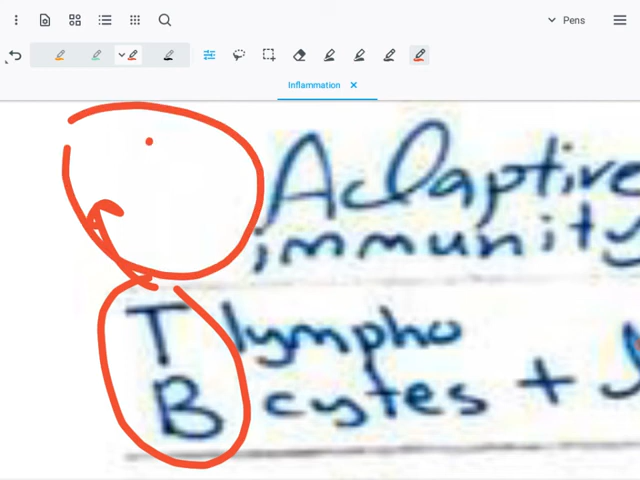 Pens
Inflammation
Adaptive
immunity
T lympho
B cytes +